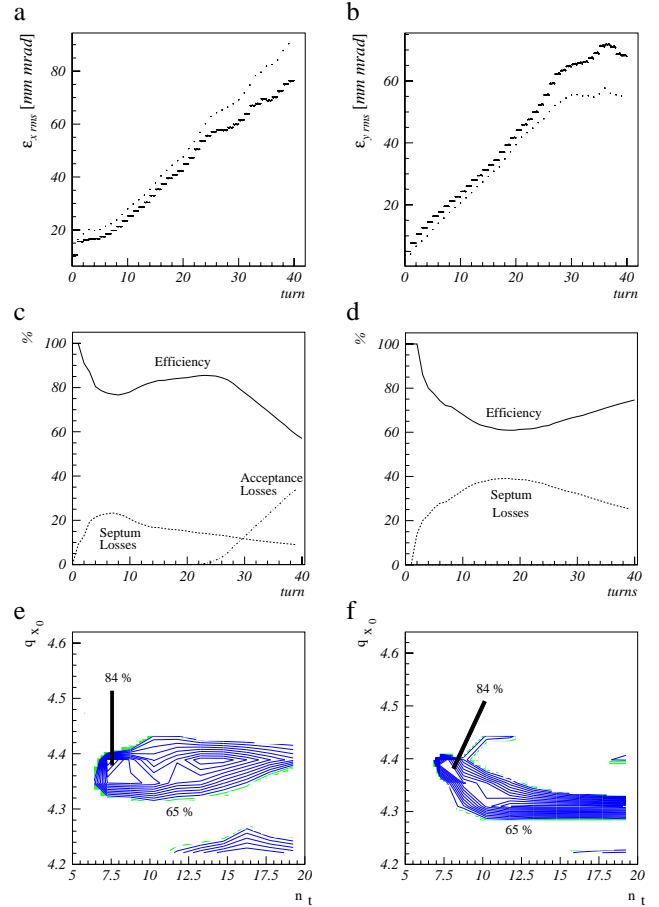 a
ε x rms [mm mrad]
80
60
40
20
0
10
20
30
40
turn
b
ε y rms [mm mrad]
60
40
20
0
10
20
30
40
turn
c
%
100
80
60
40
20
0
Efficiency
Acceptance
Losses
Septum
Losses
0
10
20
30
40
turn
d
%
100
80
60
40
20
0
Efficiency
Septum
Losses
0
10
20
30
40
turns
e
q x0
4.6
4.5
4.4
4.3
4.2
84 %
65 %
5
7.5
10
12.5
15
17.5
20
n t
f
q x0
4.6
4.5
4.4
4.3
4.2
84 %
65 %
5
7.5
10
12.5
15
17.5
20
n t